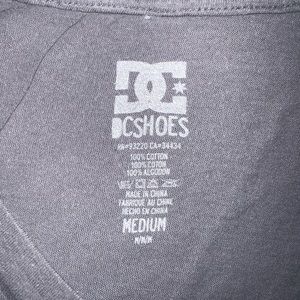 DC
DCSHOES
RN#93220 CA#34434
100% COTTON
100% COTON
100% ALGODON
MADE IN CHINA
FABRIQUE AU CHINE
HECHO EN CHINA
MEDIUM
M/M/M